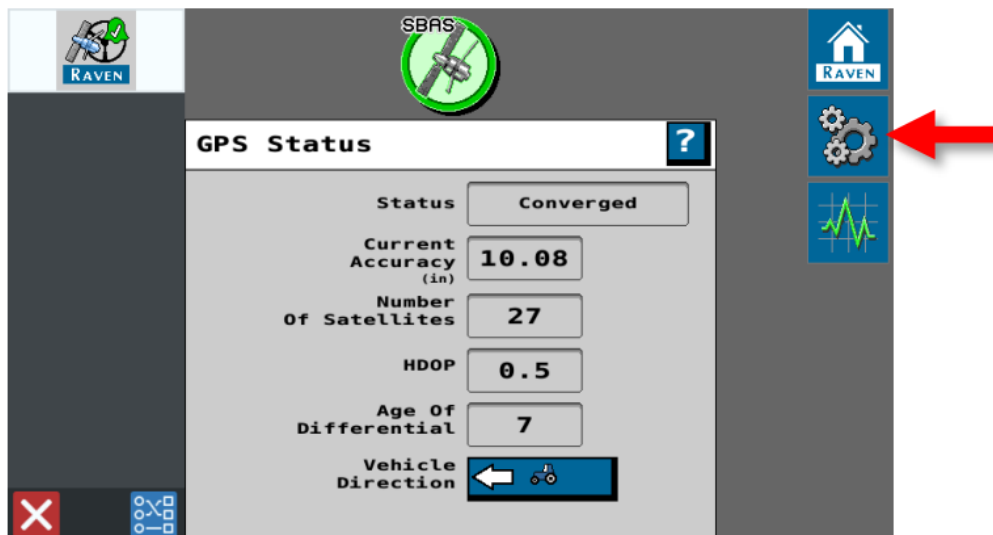 RAVEN
SBAS
RAVEN
GPS Status
?
Status
Converged
Current
Accuracy
(in)
10.08
Number
Of Satellites
27
HDOP
0.5
Age Of
Differential
7
Vehicle
Direction